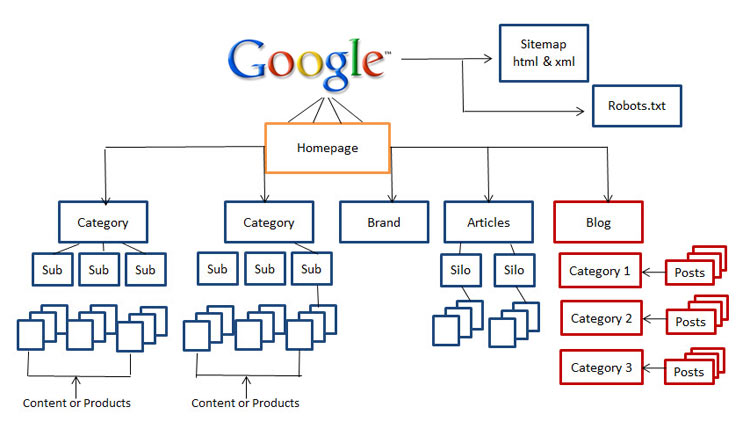 Google™
Sitemap
html & xml
Robots.txt
Homepage
Category
Category
Brand
Articles
Blog
Sub
Sub
Sub
Sub
Sub
Sub
Silo
Silo
Category 1
Posts
Category 2
Posts
Category 3
Posts
Content or Products
Content or Products